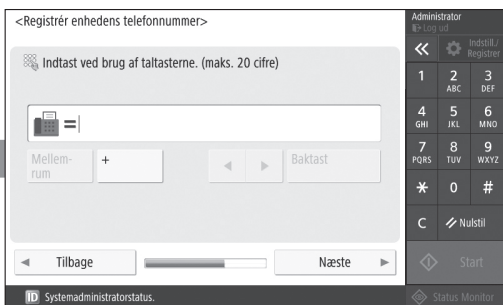 <Registrér enhedens telefonnummer>
Indtast ved brug af taltasterne. (maks. 20 cifre)
=
Mellem-
rum
+
◀
▶
Baktast
◀ Tilbage
Næste ▶
ID Systemadministratorstatus.
Administrator
Log ud
Indstill./
Registrer
1
2
ABC
3
DEF
4
GHI
5
JKL
6
MNO
7
PQRS
8
TUV
9
WXYZ
*
0
#
C
Nulstil
Start
Status Monitor